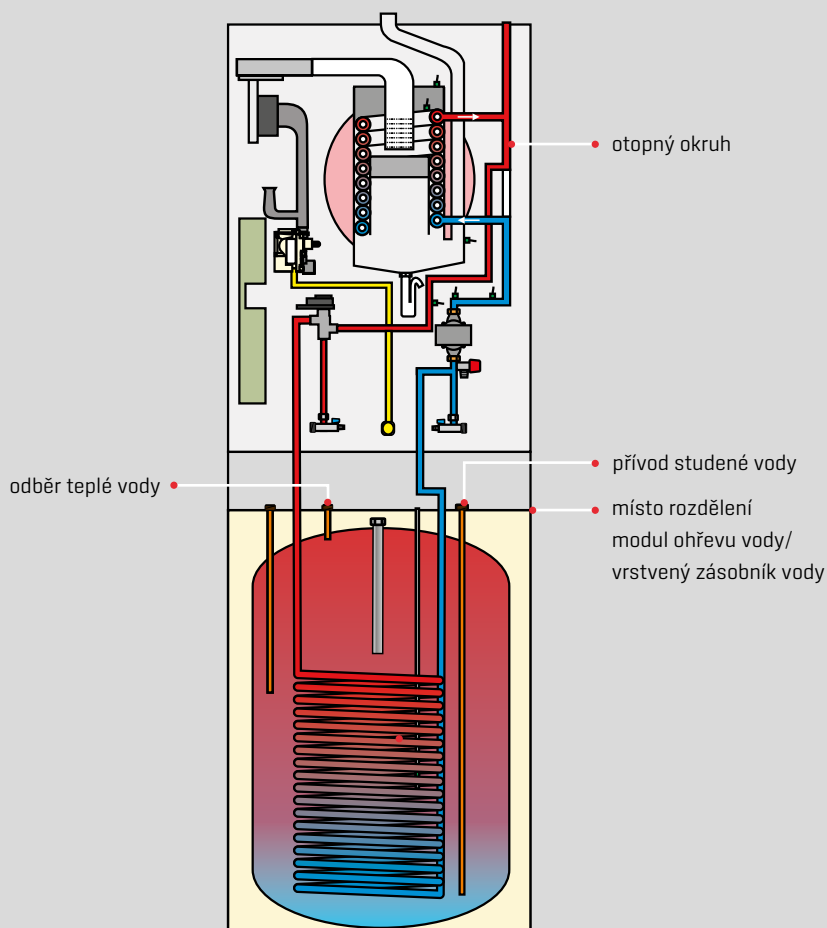 otopný okruh
odběr teplé vody
přívod studené vody
místo rozdělení
modul ohřevu vody/
vrstvený zásobník vody